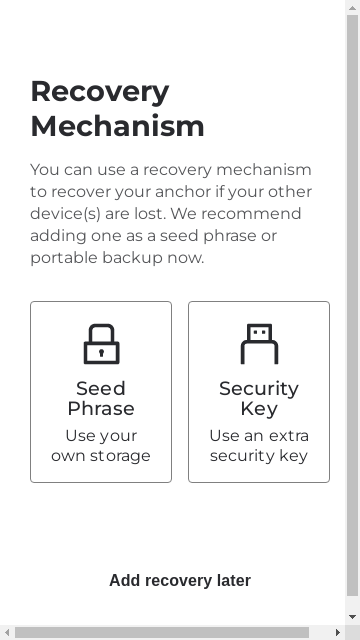 Recovery
Mechanism
You can use a recovery mechanism
to recover your anchor if your other
device(s) are lost. We recommend
adding one as a seed phrase or
portable backup now.
Seed
Phrase
Use your
own storage
Security
Key
Use an extra
security key
Add recovery later